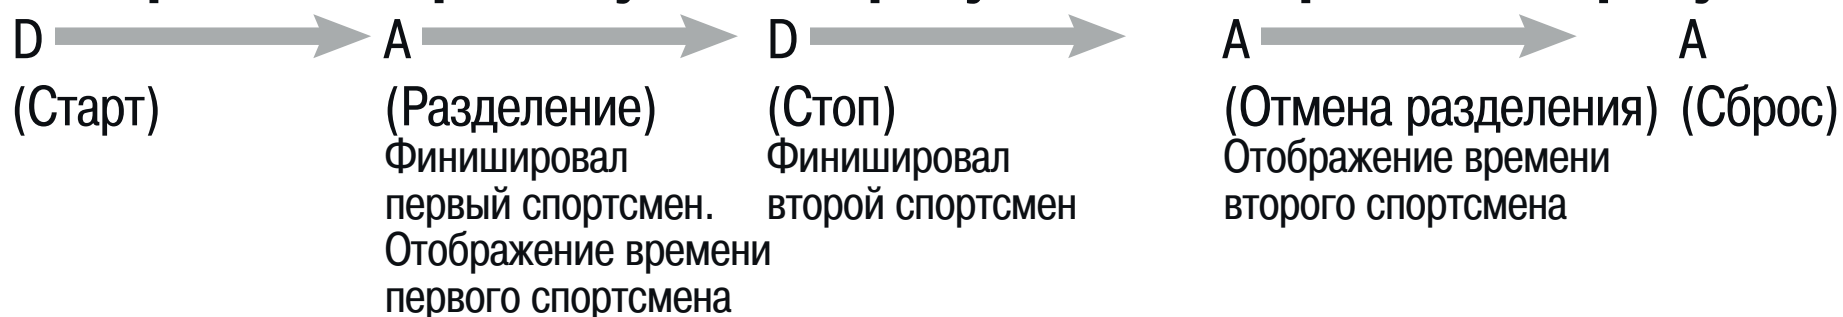 D A D A A
(Старт) (Разделение) (Стоп) (Отмена разделения) (Сброс)
Финишировал
первый спортсмен.
Отображение времени
первого спортсмена
Финишировал
второй спортсмен
Отображение времени
второго спортсмена